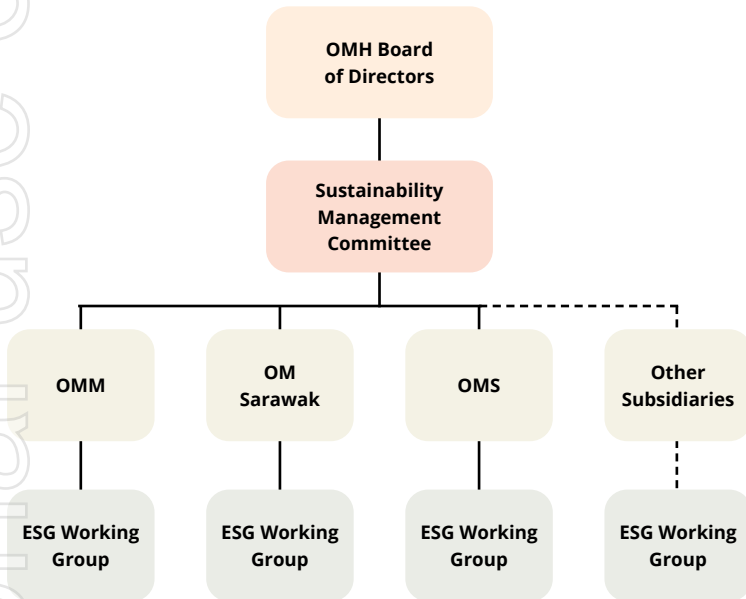 OMH Board
of Directors
Sustainability
Management
Committee
OMM
OM
Sarawak
OMS
Other
Subsidiaries
ESG Working
Group
ESG Working
Group
ESG Working
Group
ESG Working
Group